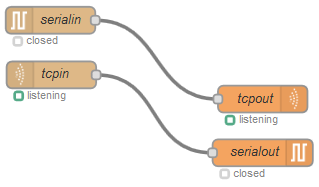 serialin
closed
tcpin
listening
tcpout
listening
serialout
closed